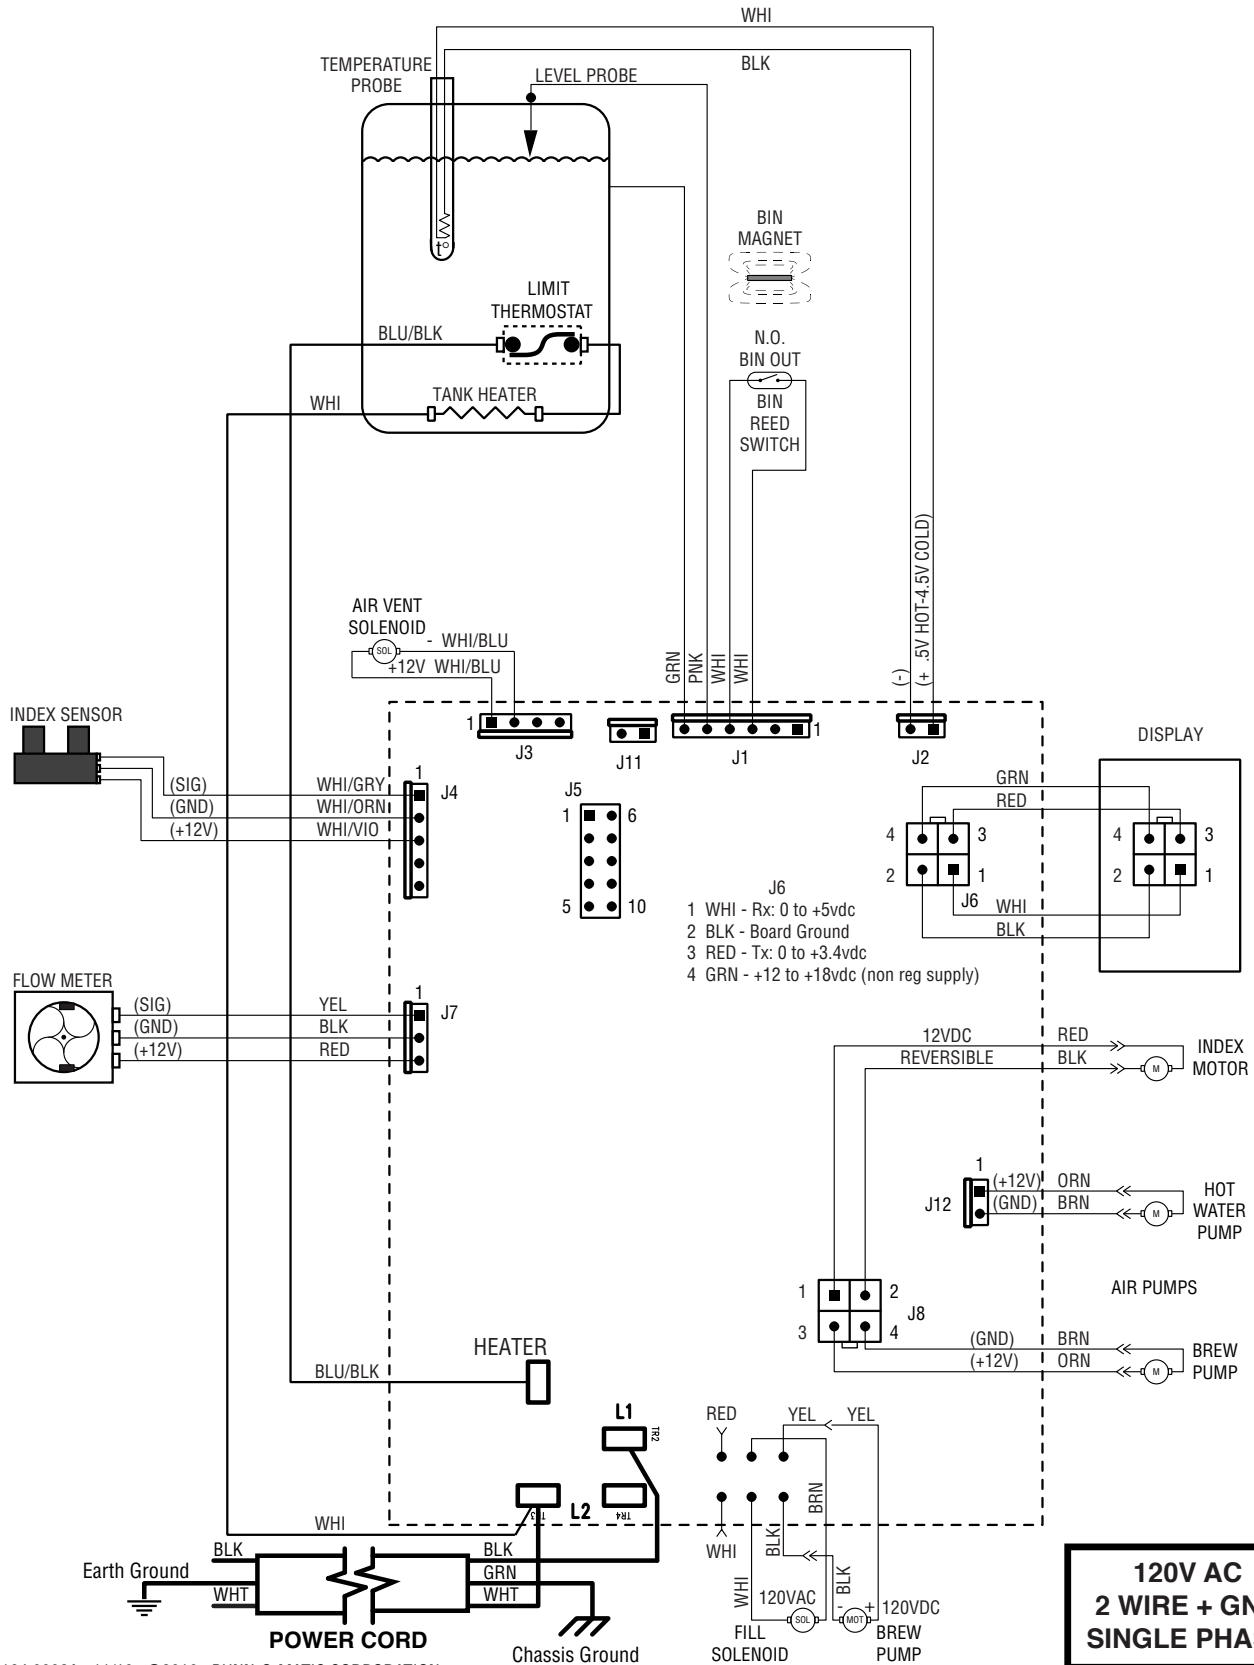 WHI
BLK
TEMPERATURE
PROBE
LEVEL PROBE
t°
BIN
MAGNET
LIMIT
THERMOSTAT
BLU/BLK
N.O.
BIN OUT
BIN
REED
SWITCH
TANK HEATER
WHI
AIR VENT
SOLENOID
SOL
- WHI/BLU
+12V WHI/BLU
GRN
PNK
WHI
WHI
(-)
(+ .5V HOT-4.5V COLD)
INDEX SENSOR
1
J3
J11
J1
1
J2
DISPLAY
(SIG) WHI/GRY
(GND) WHI/ORN
(+12V) WHI/VIO
1
J4
J5
1 6
5 10
GRN
RED
4 3
2 1
J6
WHI
BLK
4 3
2 1
J6
1 WHI - Rx: 0 to +5vdc
2 BLK - Board Ground
3 RED - Tx: 0 to +3.4vdc
4 GRN - +12 to +18vdc (non reg supply)
FLOW METER
(SIG) YEL
(GND) BLK
(+12V) RED
1
J7
12VDC RED
REVERSIBLE BLK
M
INDEX
MOTOR
1
J12
(+12V) ORN
(GND) BRN
M
HOT
WATER
PUMP
AIR PUMPS
1 2
3 4
J8
(GND) BRN
(+12V) ORN
M
BREW
PUMP
HEATER
BLU/BLK
L1
TR2
L2
TR3
TR4
RED
YEL YEL
BRN
WHI
BLK
WHI
BLK
120VAC
SOL
FILL
SOLENOID
- +
MOT
120VDC
BREW
PUMP
WHI
BLK
Earth Ground
WHT
BLK
GRN
WHT
POWER CORD
Chassis Ground
120V AC
2 WIRE + GN
SINGLE PHAS